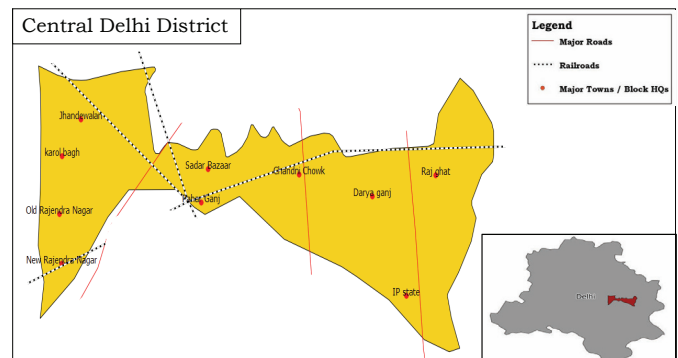 Central Delhi District
Legend
Major Roads
Railroads
Major Towns / Block HQs
Jhandewalan
karol bagh
Sadar Bazaar
Chandni Chowk
Raj ghat
Darya ganj
Paher Ganj
Old Rajendra Nagar
New Rajendra Nagar
IP state
Delhi